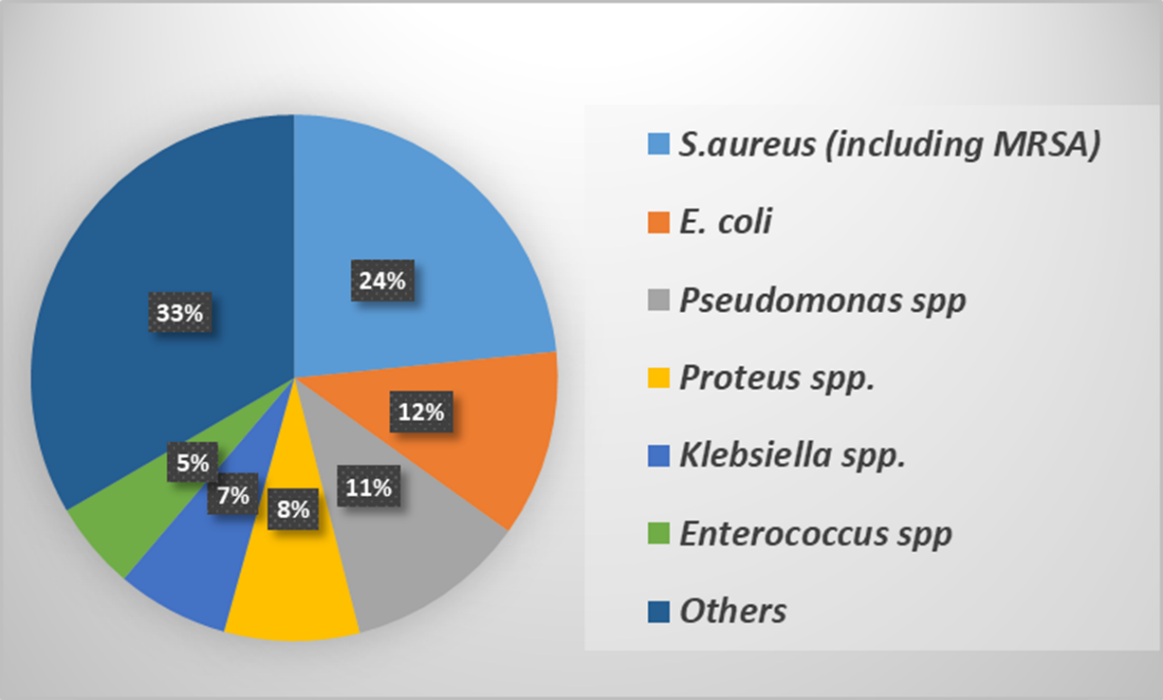 24%
12%
11%
8%
7%
5%
33%
S.aureus (including MRSA)
E. coli
Pseudomonas spp
Proteus spp.
Klebsiella spp.
Enterococcus spp
Others